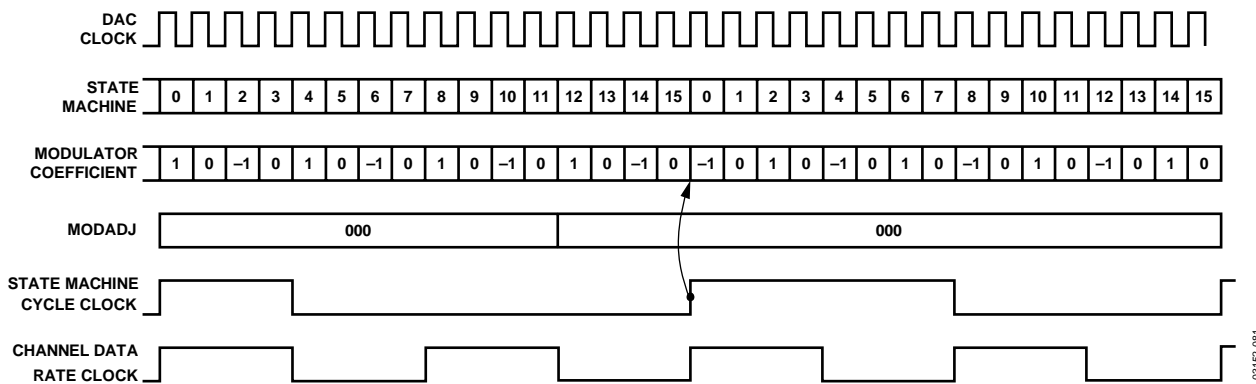 DAC
CLOCK
STATE
MACHINE
0 1 2 3 4 5 6 7 8 9 10 11 12 13 14 15 0 1 2 3 4 5 6 7 8 9 10 11 12 13 14 15
MODULATOR
COEFFICIENT
1 0 –1 0 1 0 –1 0 1 0 –1 0 1 0 –1 0 –1 0 1 0 –1 0 1 0 –1 0 1 0 –1 0 1 0
MODADJ
000 000
STATE MACHINE
CYCLE CLOCK
CHANNEL DATA
RATE CLOCK
03152-081